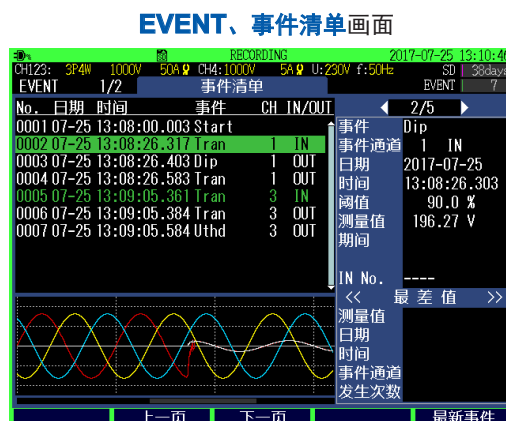 EVENT、事件清单画面
RECORDING 2017-07-25 13:10:46
CH123: 3P4W 1000V 50A CH4:1000V 5A U:230V f:50Hz SD 38days
EVENT 1/2 事件清单 EVENT 7
No. 日期 时间 事件 CH IN/OUT
0001 07-25 13:08:00.003 Start
0002 07-25 13:08:26.317 Tran 1 IN
0003 07-25 13:08:26.403 Dip 1 OUT
0004 07-25 13:08:26.583 Tran 1 OUT
0005 07-25 13:09:05.361 Tran 3 IN
0006 07-25 13:09:05.384 Tran 3 OUT
0007 07-25 13:09:05.584 Uthd 3 OUT
2/5
事件 Dip
事件通道 1 IN
日期 2017-07-25
时间 13:08:26.303
阈值 90.0 %
测量值 196.27 V
期间
IN No. ----
<< 最差值 >>
测量值
日期
时间
事件通道
发生次数
上一页 下一页 最新事件